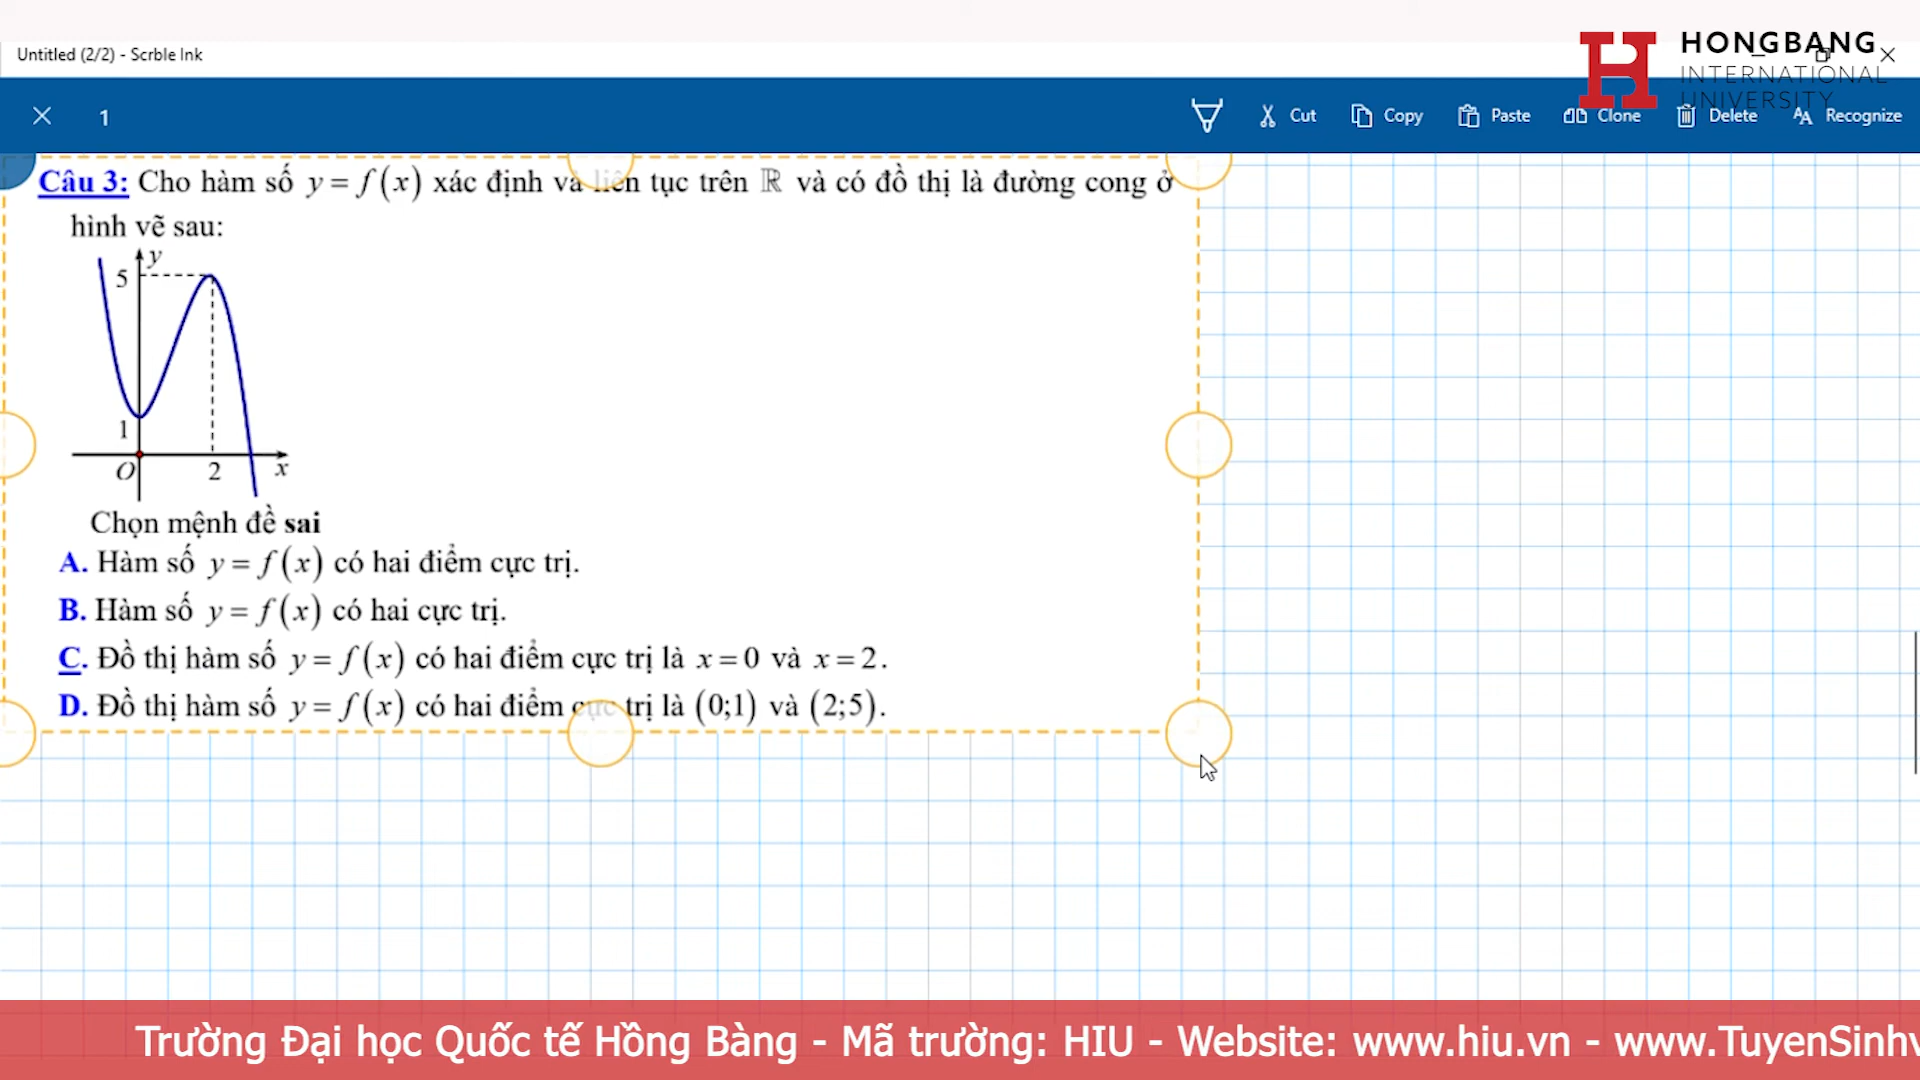 Untitled (2/2) - Scrble Ink
HONGBANG
INTERNATIONAL
UNIVERSITY
1
Cut
Copy
Paste
Clone
Delete
Recognize
Câu 3: Cho hàm số y = f(x) xác định và liên tục trên ℝ và có đồ thị là đường cong ở
hình vẽ sau:
y
5
1
O
2
x
Chọn mệnh đề sai
A. Hàm số y = f(x) có hai điểm cực trị.
B. Hàm số y = f(x) có hai cực trị.
C. Đồ thị hàm số y = f(x) có hai điểm cực trị là x = 0 và x = 2.
D. Đồ thị hàm số y = f(x) có hai điểm cực trị là (0;1) và (2;5).
Trường Đại học Quốc tế Hồng Bàng - Mã trường: HIU - Website: www.hiu.vn - www.TuyenSinhv